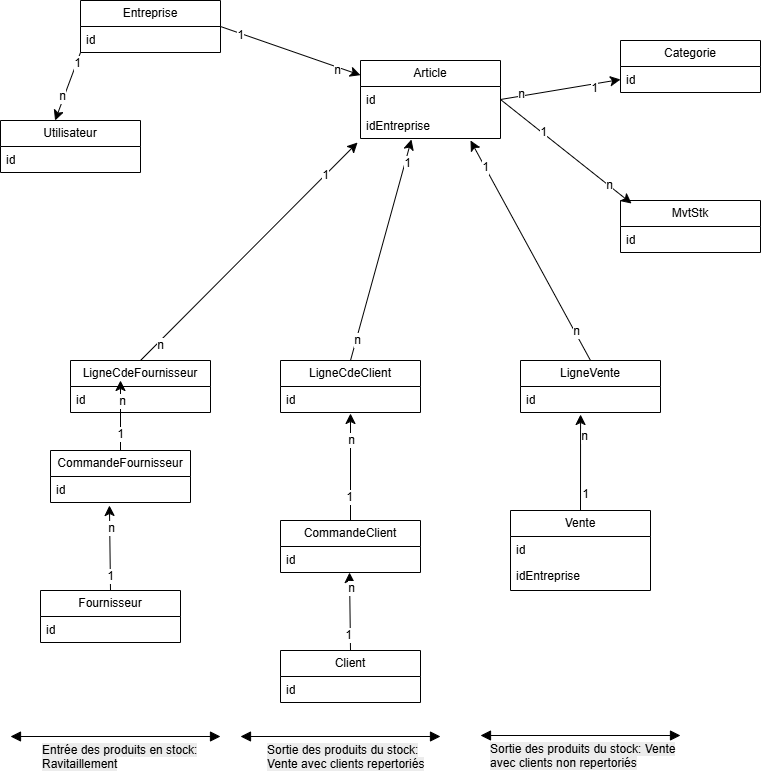 Entreprise
id
1
n
1
n
Utilisateur
id
Article
id
idEntreprise
Categorie
id
n
1
1
n
MvtStk
id
1
1
1
n
n
n
LigneCdeFournisseur
id
n
1
CommandeFournisseur
id
n
1
Fournisseur
id
LigneCdeClient
id
n
1
CommandeClient
id
n
1
Client
id
LigneVente
id
n
1
Vente
id
idEntreprise
Entrée des produits en stock:
Ravitaillement
Sortie des produits du stock:
Vente avec clients repertoriés
Sortie des produits du stock: Vente
avec clients non repertoriés